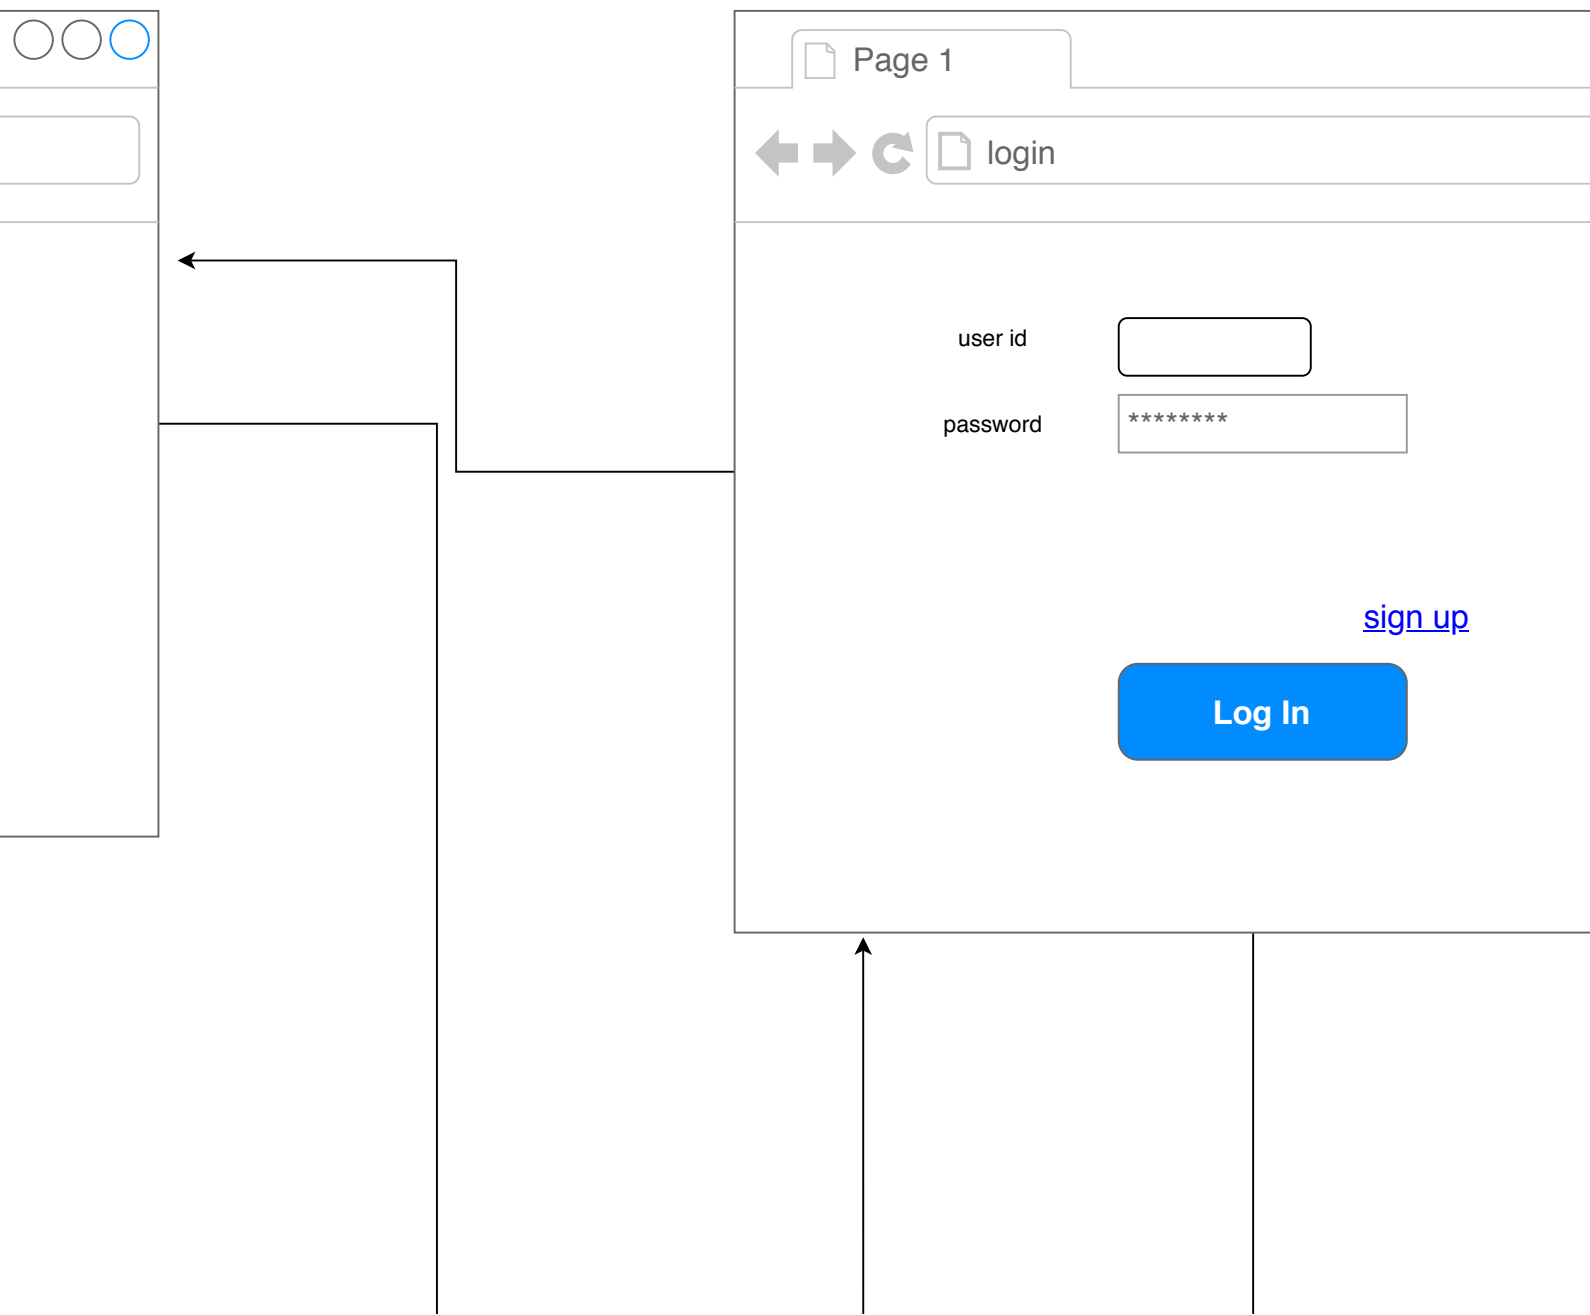 Page 1
login
user id
password
********
sign up
Log In